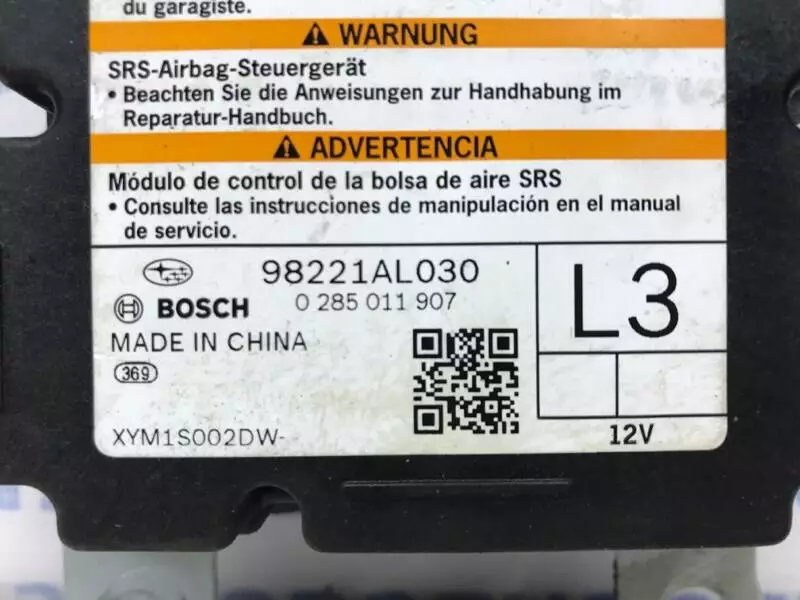 du garagiste.
⚠ WARNUNG
SRS-Airbag-Steuergerät
• Beachten Sie die Anweisungen zur Handhabung im
Reparatur-Handbuch.
⚠ ADVERTENCIA
Módulo de control de la bolsa de aire SRS
• Consulte las instrucciones de manipulación en el manual
de servicio.
98221AL030
L3
BOSCH 0 285 011 907
MADE IN CHINA
369
XYM1S002DW-
12V